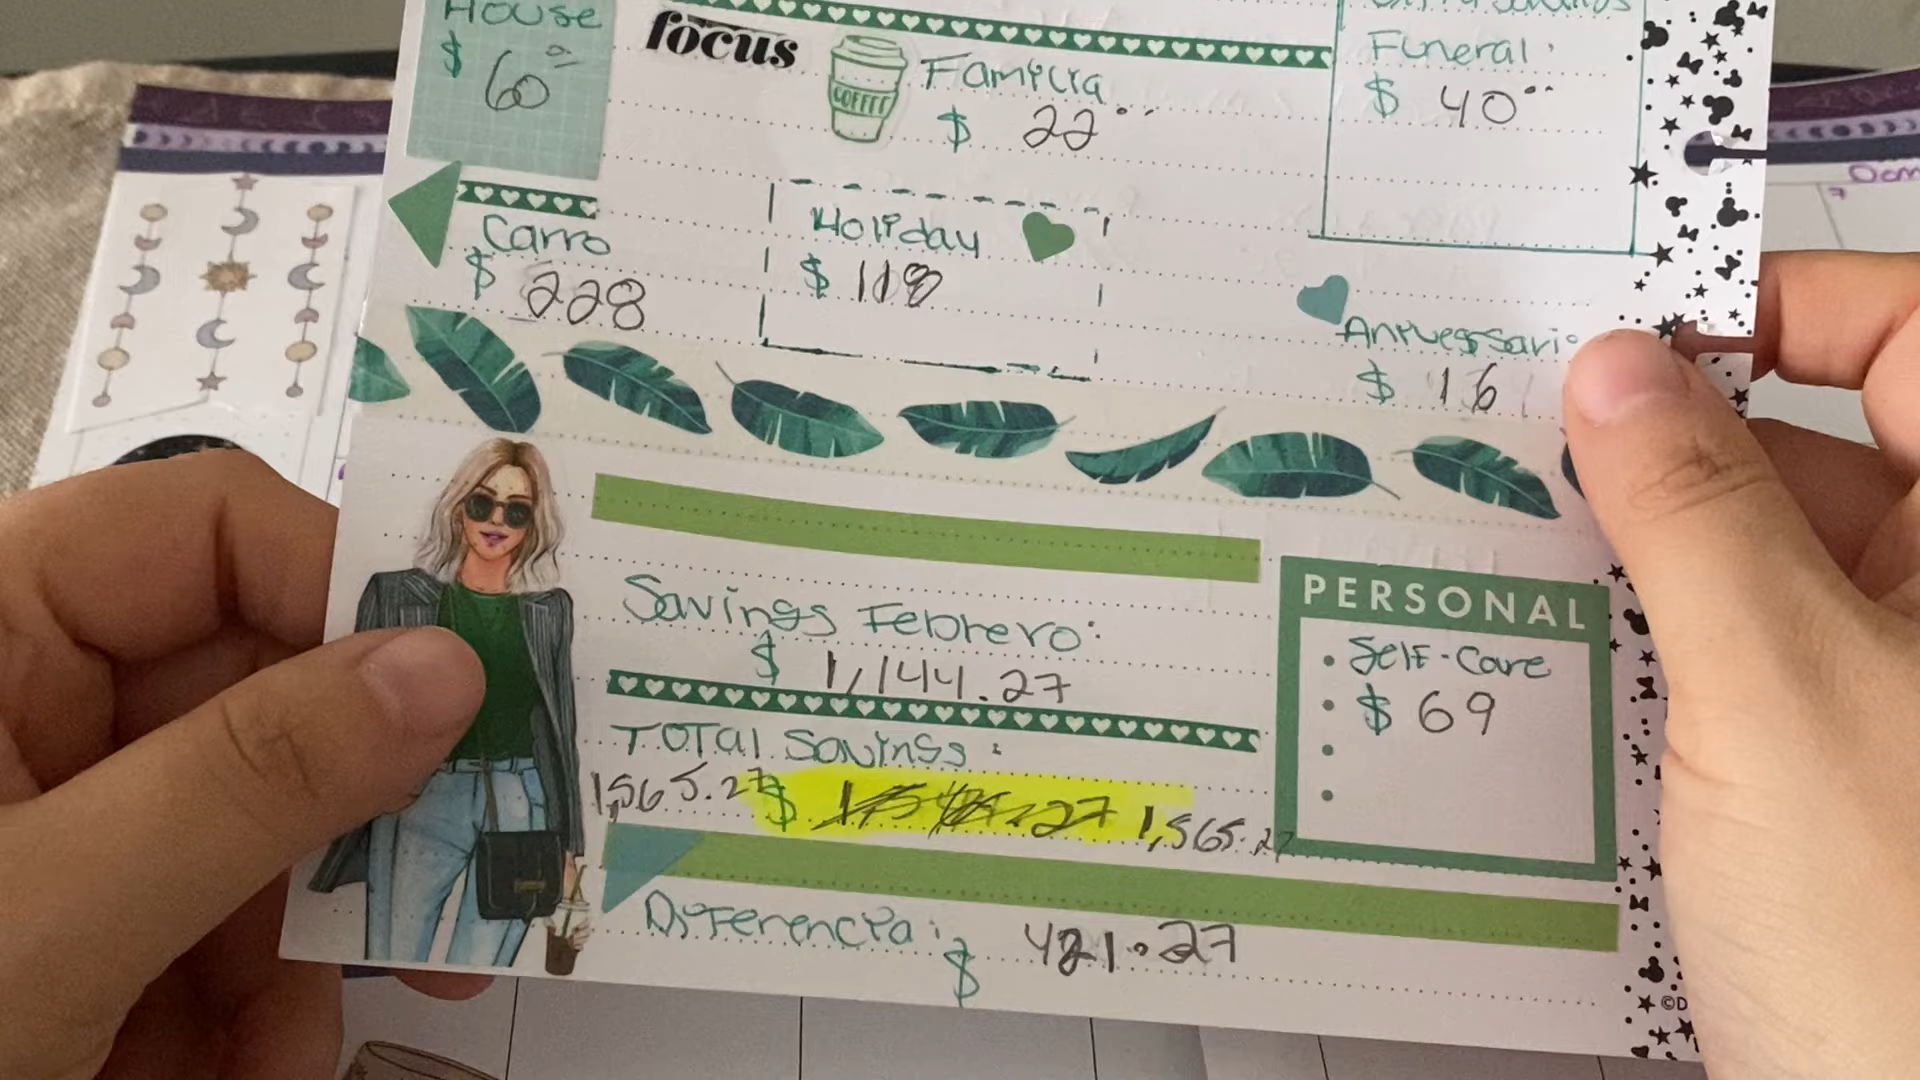 House
$ 60
focus
COFFEE
Familia
$ 22
Funeral:
$ 40
Carro
$ 228
Holiday
$ 118
$ 16
Savings Febrero:
$ 1,144.27
Total Savings:
1,565.27 $ 1,565.27
Diferencia:
$ 421.27
PERSONAL
• Self-Care
• $ 69
•
•
©D